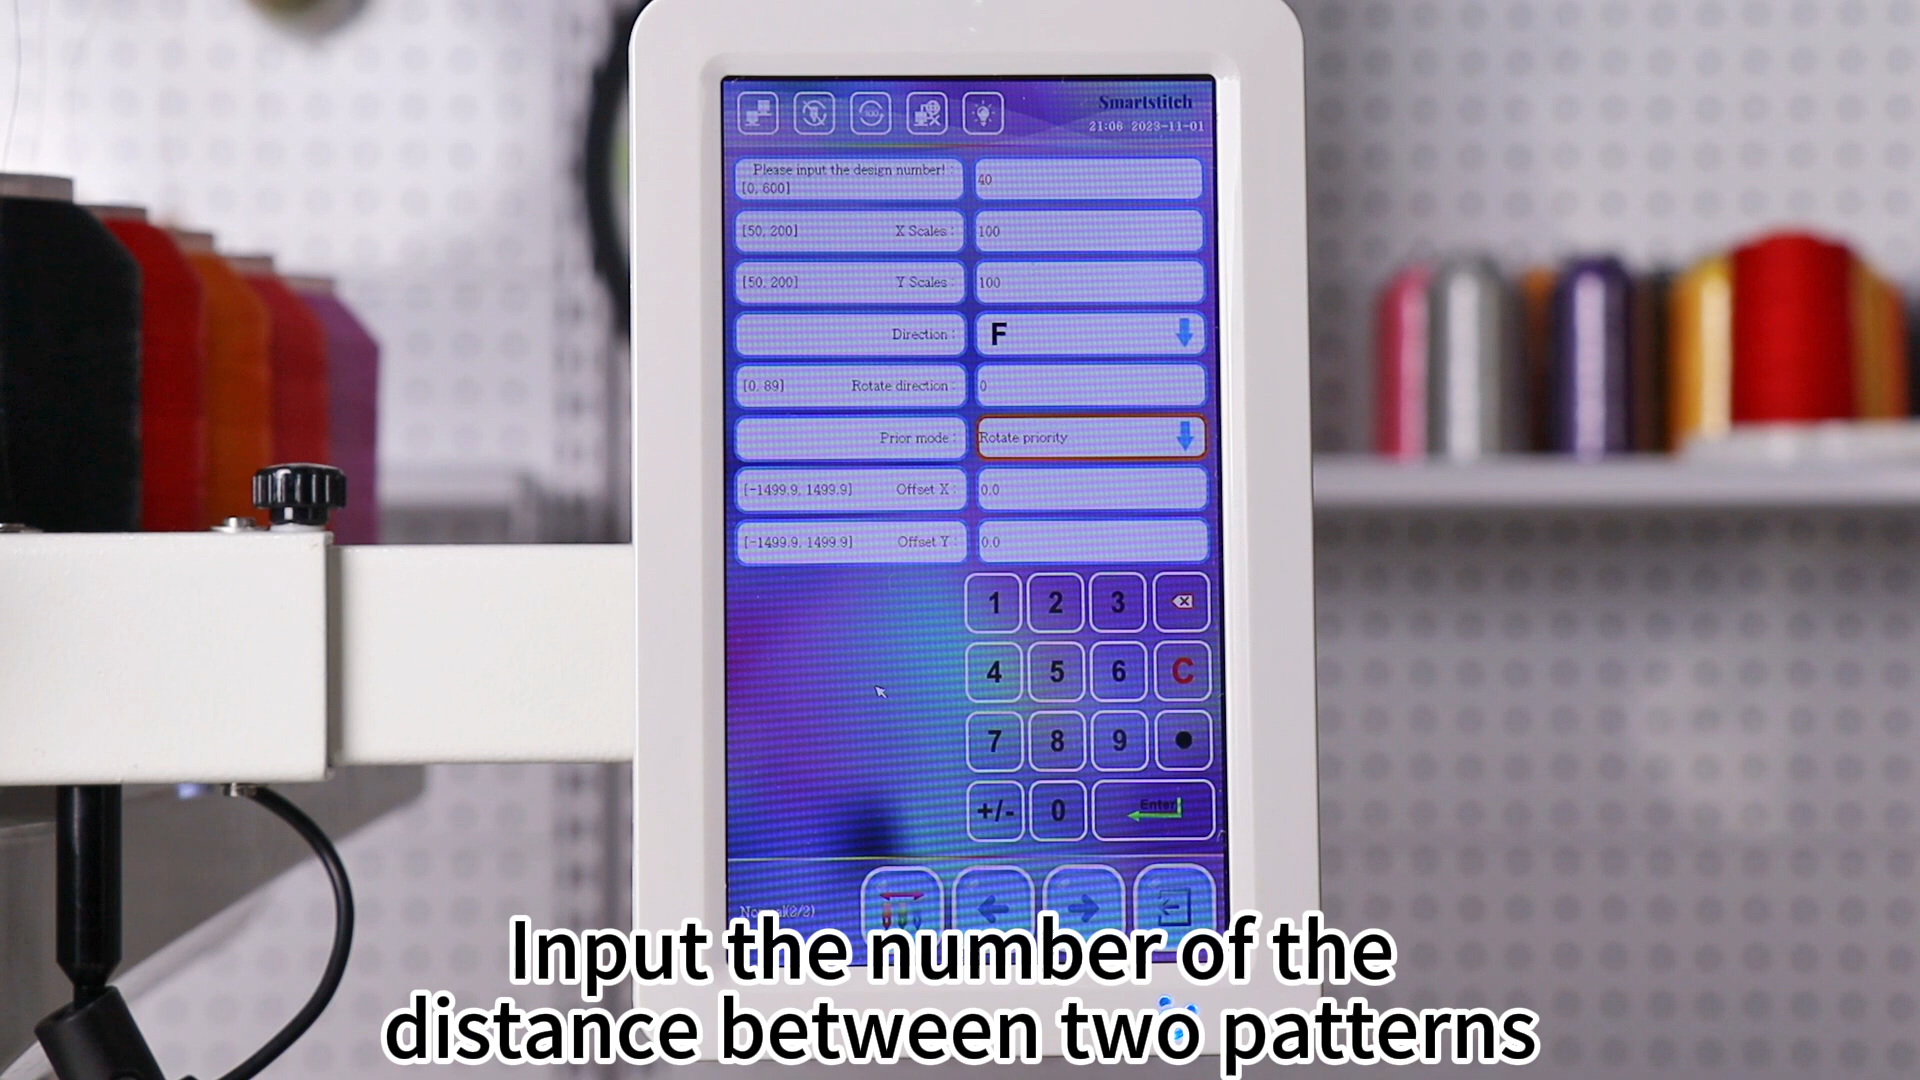 Smartstitch
21:06 2023-11-01
Please input the design number! :
[0, 600]
40
[50, 200] X Scales : 100
[50, 200] Y Scales : 100
Direction : F
[0, 89] Rotate direction : 0
Prior mode : Rotate priority
[-1499.9, 1499.9] Offset X : 0.0
[-1499.9, 1499.9] Offset Y : 0.0
1 2 3
4 5 6 C
7 8 9
+/- 0 Enter
Input the number of the
distance between two patterns